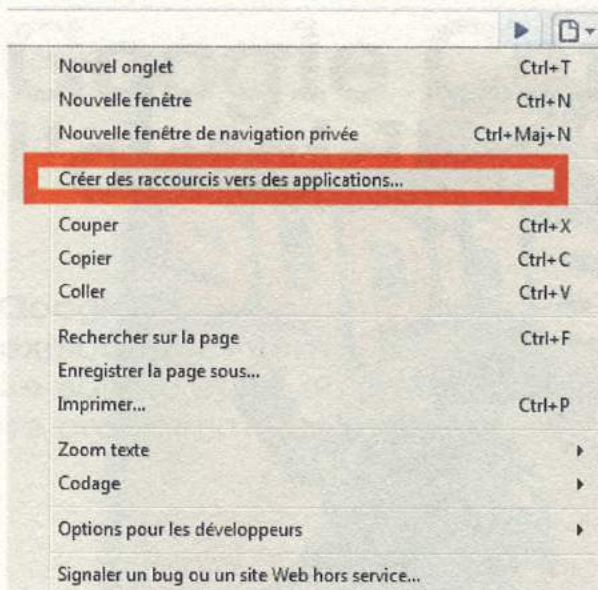 Nouvel onglet Ctrl+T
Nouvelle fenêtre Ctrl+N
Nouvelle fenêtre de navigation privée Ctrl+Maj+N
Créer des raccourcis vers des applications...
Couper Ctrl+X
Copier Ctrl+C
Coller Ctrl+V
Rechercher sur la page Ctrl+F
Enregistrer la page sous...
Imprimer... Ctrl+P
Zoom texte
Codage
Options pour les développeurs
Signaler un bug ou un site Web hors service...